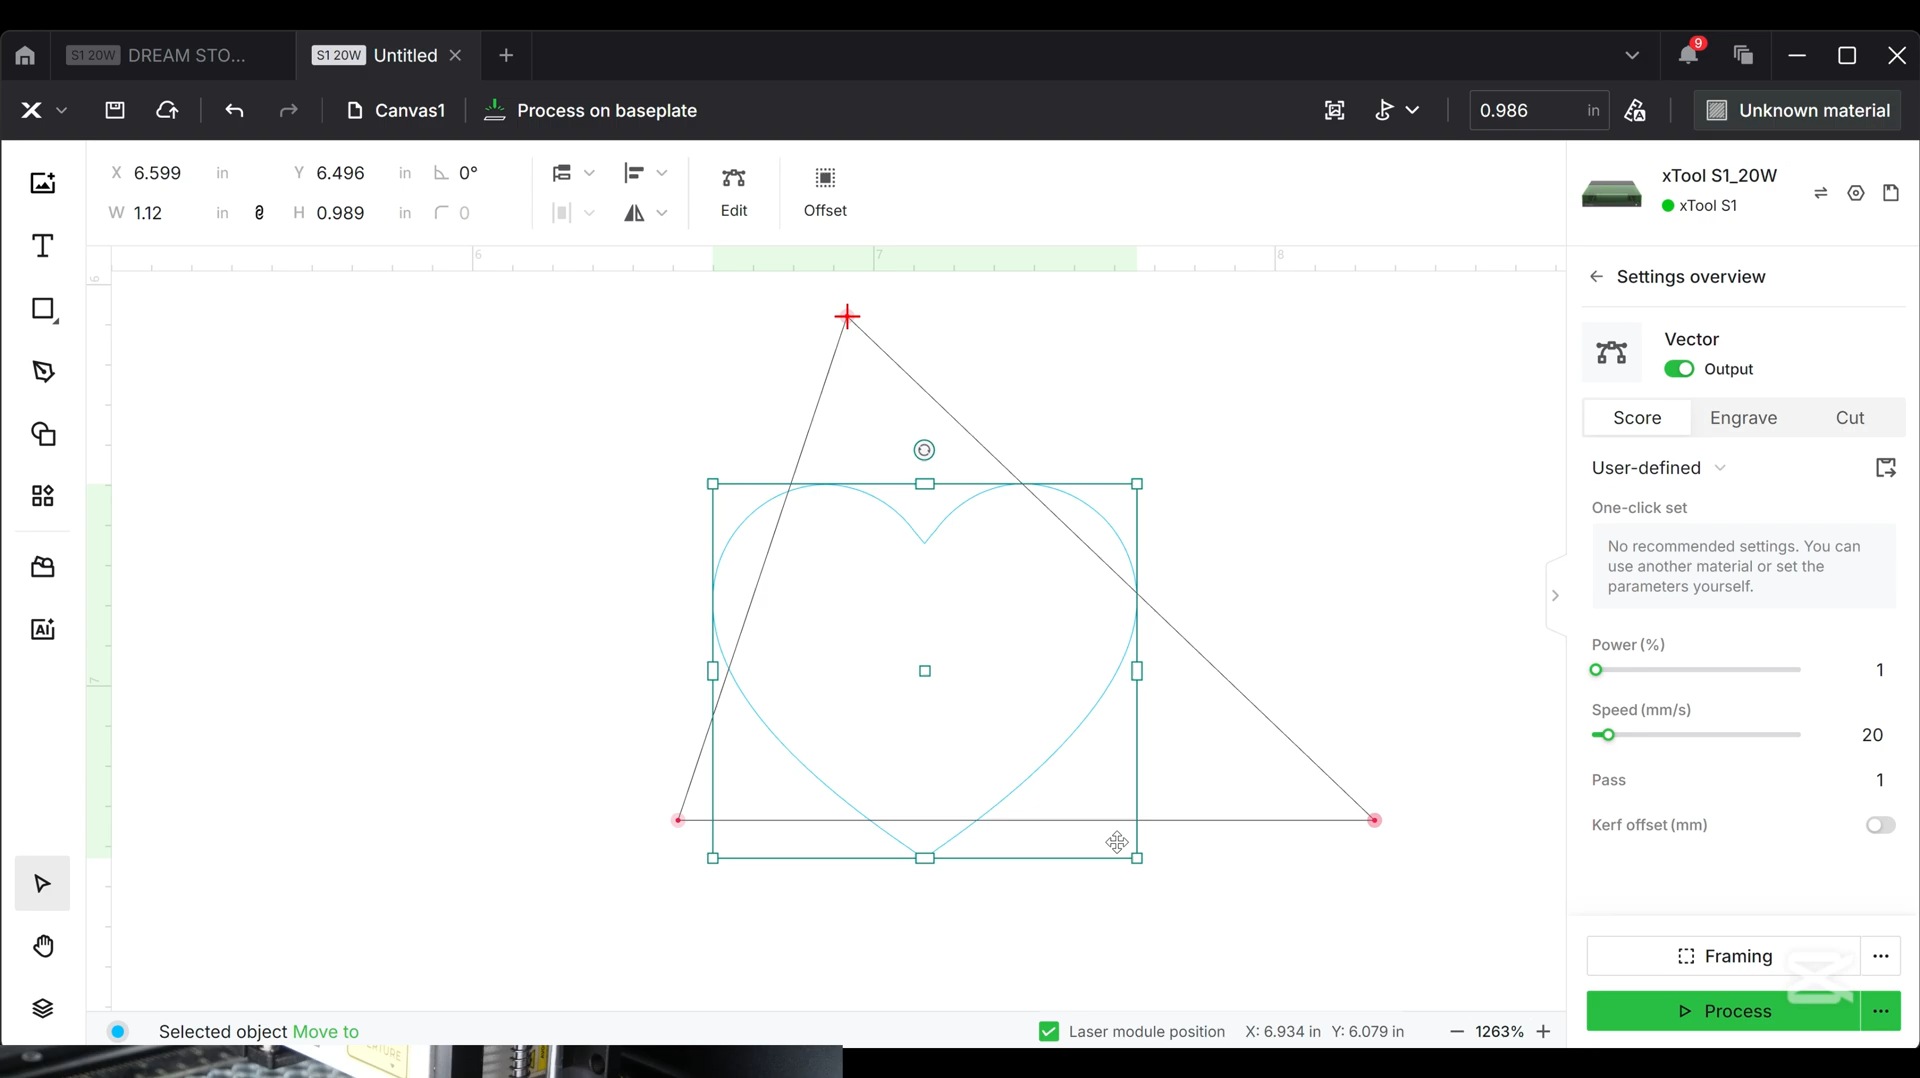 S1 20W DREAM STO... S1 20W Untitled 9
Canvas1 Process on baseplate 0.986 in Unknown material
X 6.599 in Y 6.496 in 0°
W 1.12 in H 0.989 in 0
Edit Offset
6 7 8
6
7
xTool S1_20W
xTool S1
Settings overview
Vector
Output
Score Engrave Cut
User-defined
One-click set
No recommended settings. You can
use another material or set the
parameters yourself.
Power (%)
1
Speed (mm/s)
20
Pass 1
Kerf offset (mm)
Framing
Process
Ai
Selected object Move to Laser module position X: 6.934 in Y: 6.079 in 1263%